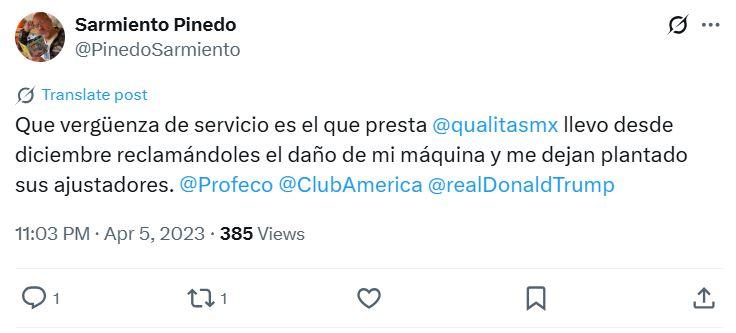 Sarmiento Pinedo
@PinedoSarmiento
Translate post
Que vergüenza de servicio es el que presta @qualitasmx llevo desde
diciembre reclamándoles el daño de mi máquina y me dejan plantado
sus ajustadores. @Profeco @ClubAmerica @realDonaldTrump
11:03 PM · Apr 5, 2023 · 385 Views
1
1